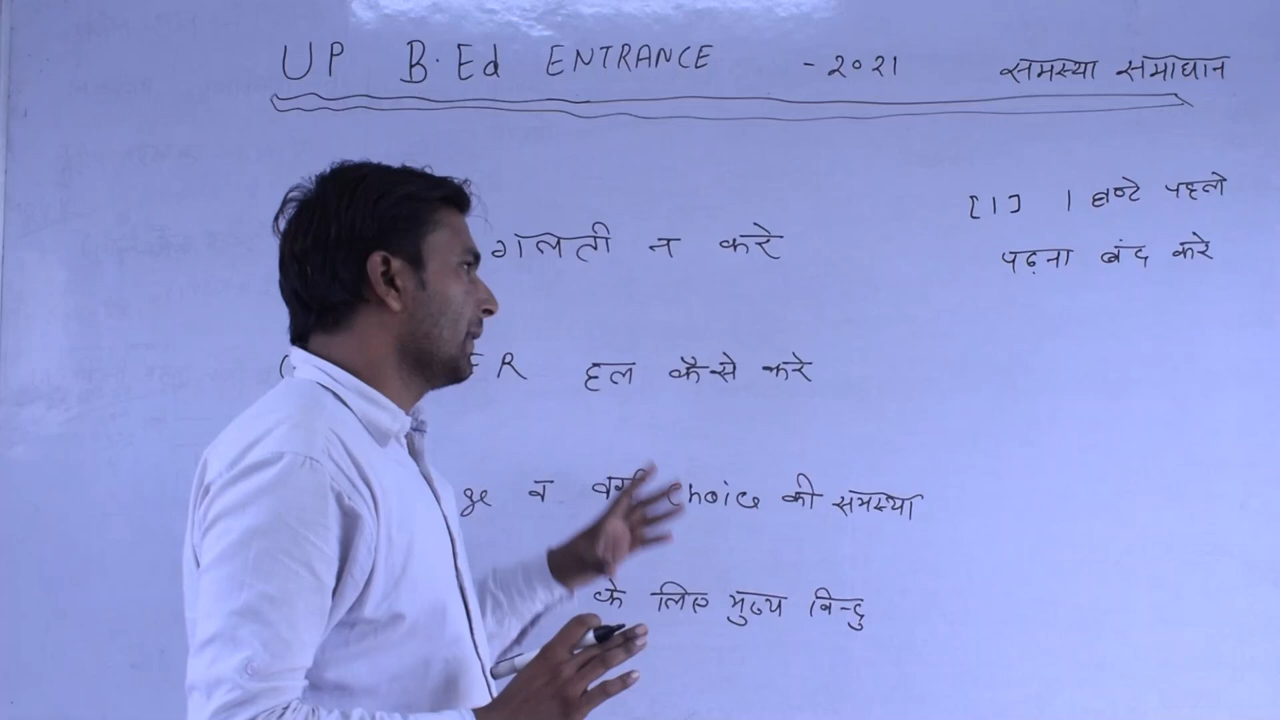 UP B.Ed ENTRANCE - २०२१ समस्या समाधान
[1] 1 घण्टे पहले
पढ़ना बंद करे
गलती न करे
हल कैसे करे
व वर्ग choice की समस्या
के लिए मुख्य बिन्दु